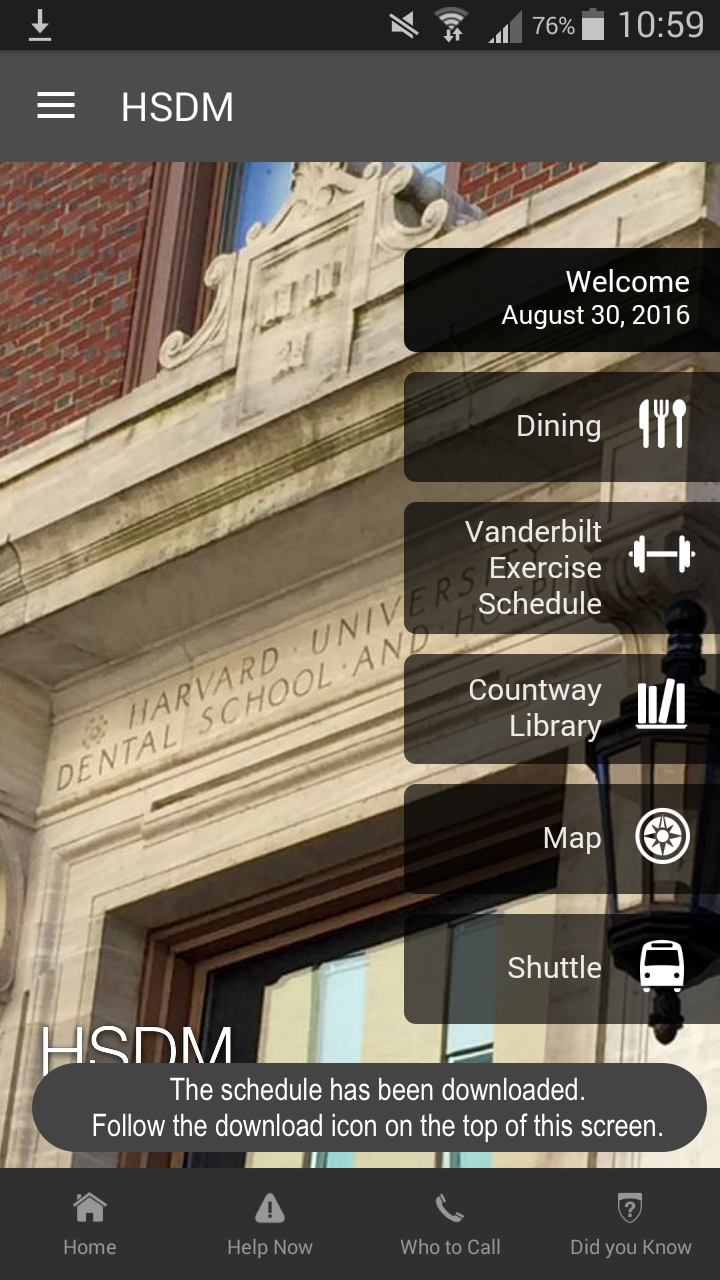 76% 10:59
HSDM
Welcome
August 30, 2016
Dining
Vanderbilt
Exercise
Schedule
Countway
Library
HARVARD · UNIVERSITY
DENTAL SCHOOL · AND · HOSPI
Map
Shuttle
HSDM
The schedule has been downloaded.
Follow the download icon on the top of this screen.
Home
Help Now
Who to Call
Did you Know